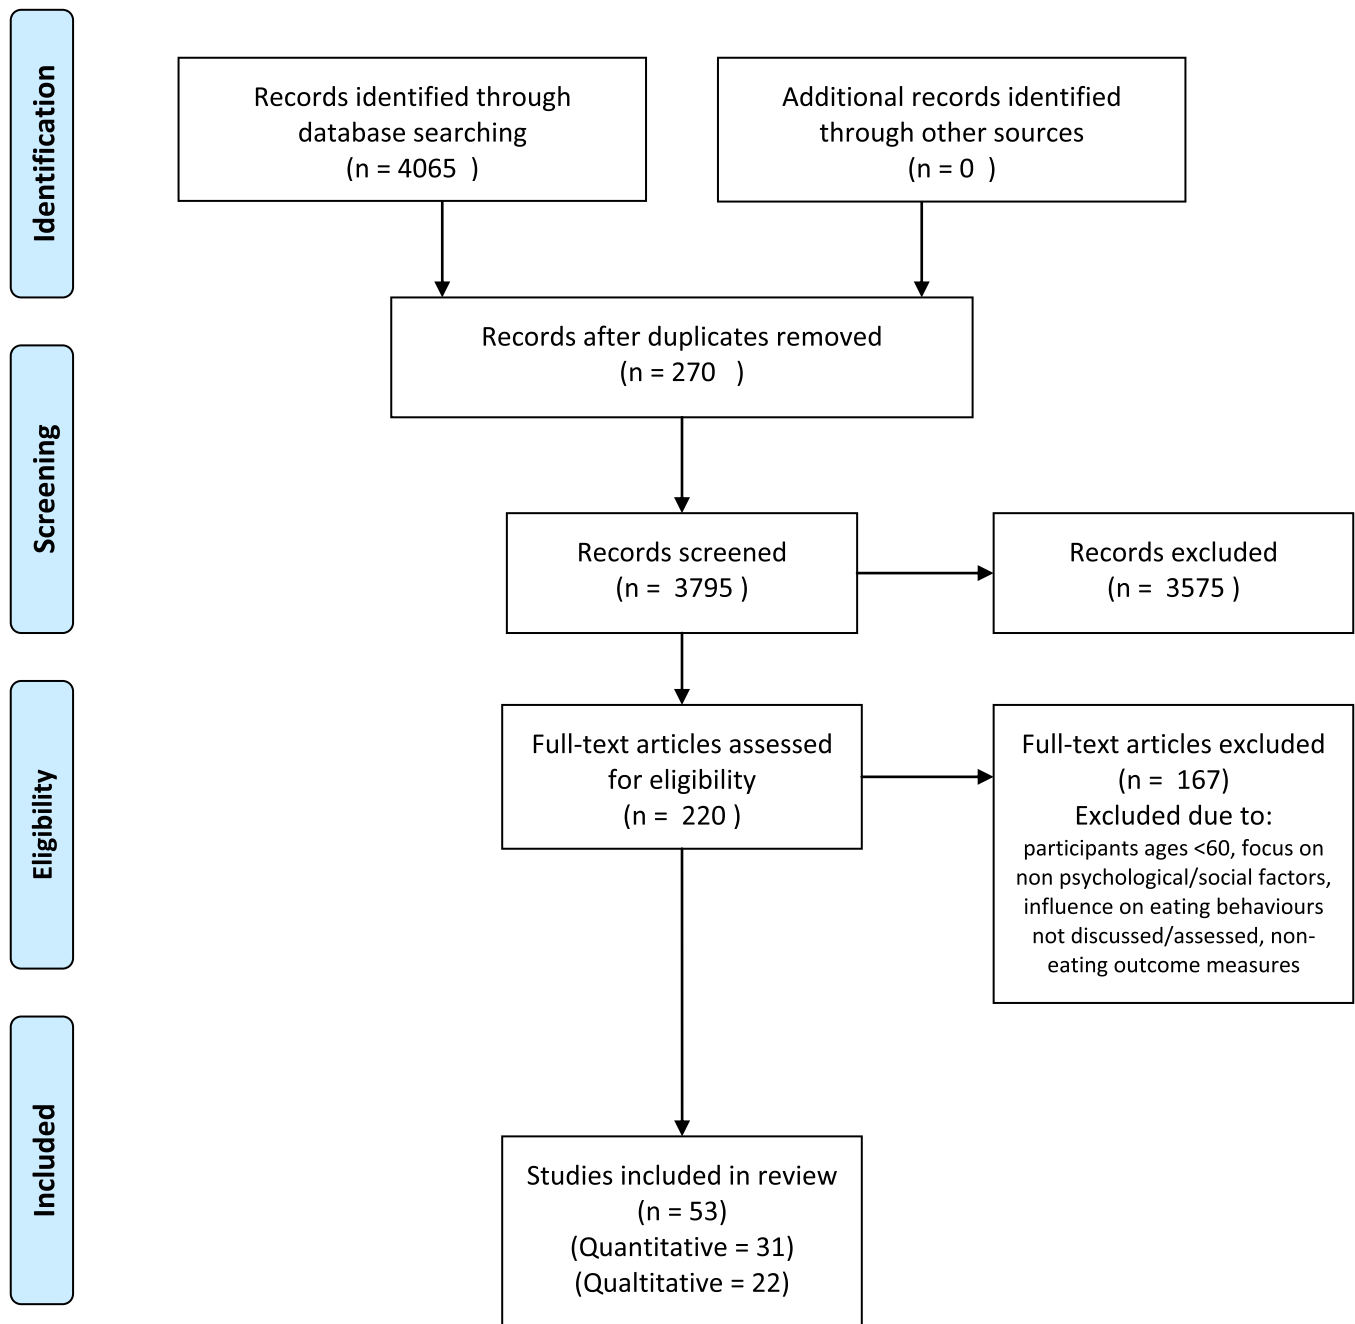 Identification
Records identified through
database searching
(n = 4065  )
Additional records identified
through other sources
(n = 0  )
Records after duplicates removed
(n = 270   )
Screening
Records screened
(n =  3795 )
Records excluded
(n =  3575 )
Eligibility
Full-text articles assessed
for eligibility
(n =  220 )
Full-text articles excluded
(n =  167)
Excluded due to:
participants ages <60, focus on
non psychological/social factors,
influence on eating behaviours
not discussed/assessed, non-
eating outcome measures
Included
Studies included in review
(n = 53)
(Quantitative = 31)
(Qualtitative = 22)